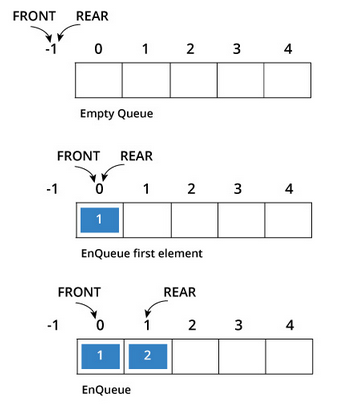 FRONT REAR
-1 0 1 2 3 4
Empty Queue
FRONT REAR
-1 0 1 2 3 4
1
EnQueue first element
FRONT REAR
-1 0 1 2 3 4
1 2
EnQueue